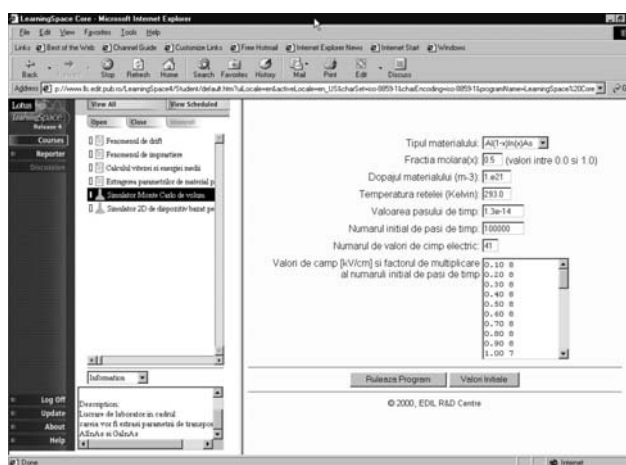 LearningSpace Core - Microsoft Internet Explorer
File Edit View Favorites Tools Help
Links Best of the Web Channel Guide Customize Links Free Hotmail Internet Explorer News Internet Start Windows
Back Stop Refresh Home Search Favorites History Mail Print Edit Discuss
Address
Lotus
LearningSpace
Release 4
Courses
Reporter
Discussion
Log Off
Update
About
Help
View All View Scheduled
Open Close
Fenomenul de drift
Fenomenul de imprastiere
Calculul vitezei si energiei medii
Extragerea parametrilor de material p
Simulator Monte Carlo de volum
Simulator 2D de dispozitiv bazat pe
Information
Description:
Lucrare de laborator in cadrul
careia vor fi extrasi parametrii de transpor
AlInAs si GaInAs
Tipul materialului: Al(1-x)In(x)As
Fractia molara(x): 0.5 (valori intre 0.0 si 1.0)
Dopajul materialului (m-3): 1.e21
Temperatura retelei (Kelvin): 293.0
Valoarea pasului de timp: 1.3e-14
Numarul initial de pasi de timp: 100000
Numarul de valori de cimp electric: 41
Valori de camp [kV/cm] si factorul de multiplicare
al numarului initial de pasi de timp
0.10 8
0.20 8
0.30 8
0.40 8
0.50 8
0.60 8
0.70 8
0.80 8
0.90 8
1.00 7
Ruleaza Program Valori Initiale
© 2000, EDIL R&D Centre
Done Internet